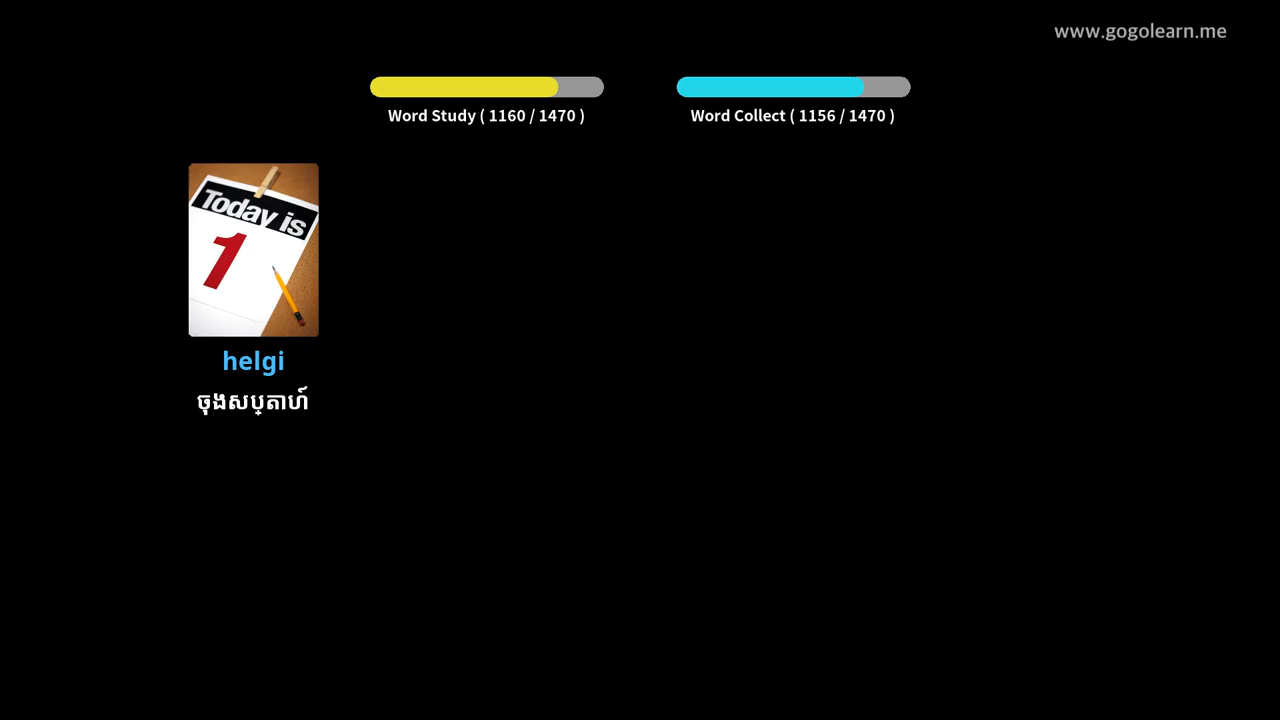 www.gogolearn.me
Word Study ( 1160 / 1470 )
Word Collect ( 1156 / 1470 )
Today is
1
helgi
ចុងសប្តាហ៍